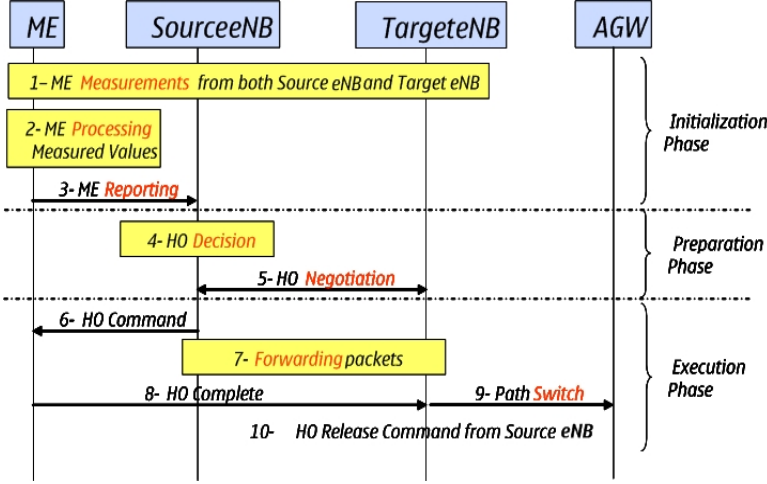 ME SourceeNB TargeteNB AGW
1- ME Measurements from both Source eNB and Target eNB
2- ME Processing
Measured Values
Initialization
Phase
3- ME Reporting
4- HO Decision
Preparation
Phase
5- HO Negotiation
6- HO Command
7- Forwarding packets
Execution
Phase
8- HO Complete
9- Path Switch
10- HO Release Command from Source eNB